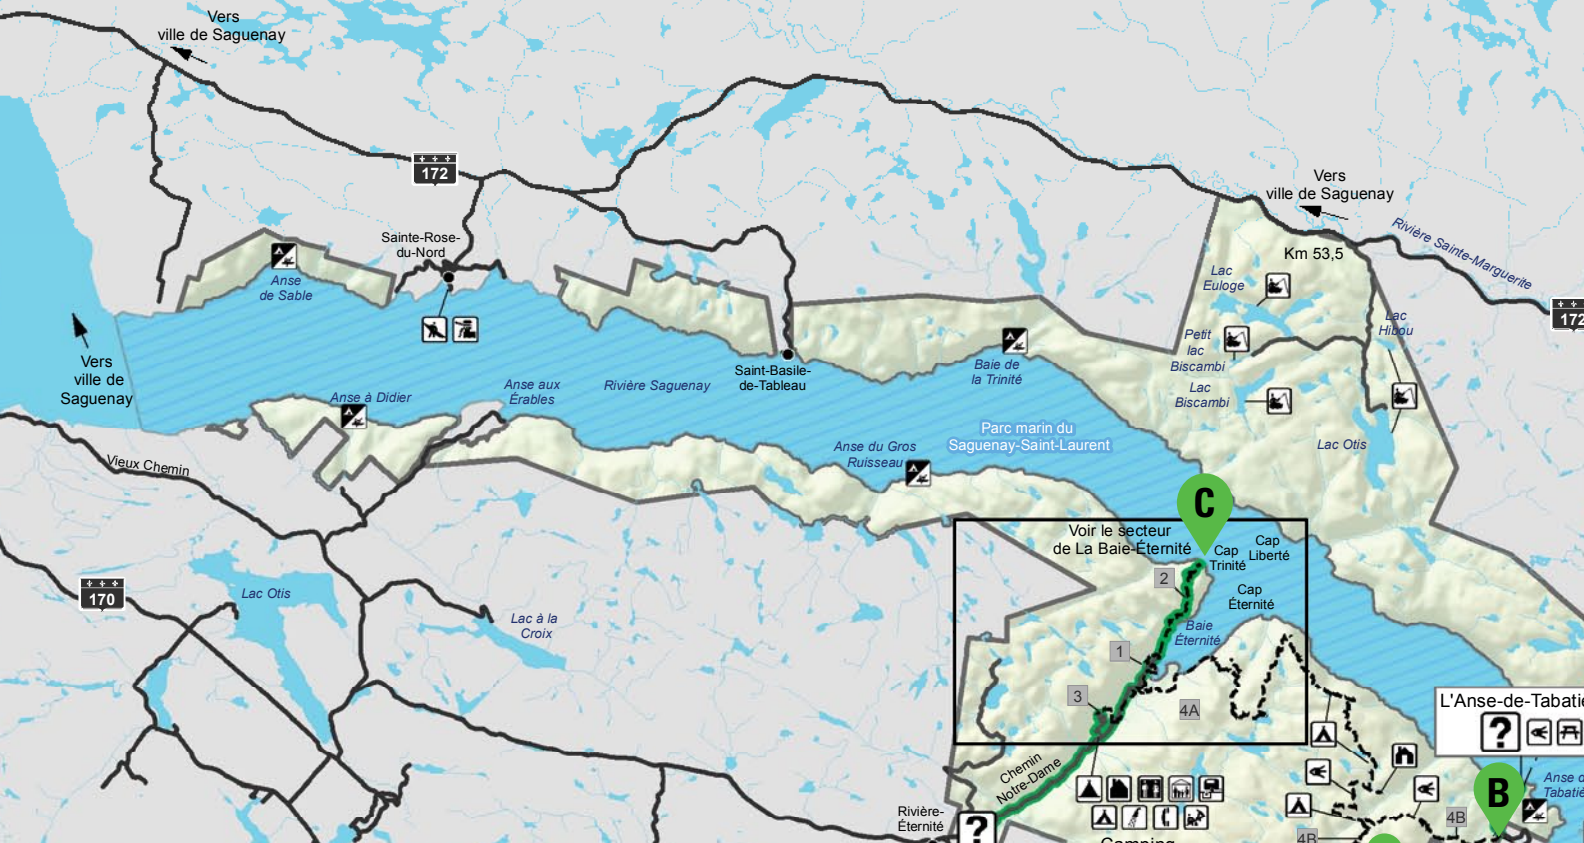 Vers
ville de Saguenay
172
Vers
ville de Saguenay
Rivière Sainte-Marguerite
Km 53,5
172
Sainte-Rose-
du-Nord
Anse
de Sable
Lac
Euloge
Lac
Hibou
Petit
lac
Biscambi
Lac
Biscambi
Lac Otis
Vers
ville de
Saguenay
Anse à Didier
Anse aux
Érables
Rivière Saguenay
Saint-Basile-
de-Tableau
Baie de
la Trinité
Parc marin du
Saguenay-Saint-Laurent
Anse du Gros
Ruisseau
Vieux Chemin
C
Voir le secteur
de La Baie-Éternité
Cap
Trinité
Cap
Liberté
2
Cap
Éternité
Baie
Éternité
1
3
4A
170
Lac Otis
Lac à la
Croix
L'Anse-de-Tabatiè
?
Chemin
Notre-Dame
Rivière-
Éternité
?
B
Anse d
Tabatiè
4B
4B
Camping